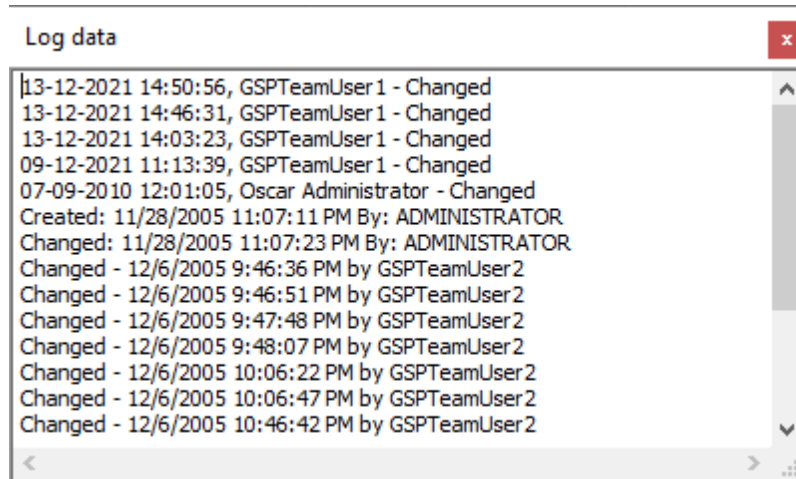 Log data
x
13-12-2021 14:50:56, GSPTeamUser1 - Changed
13-12-2021 14:46:31, GSPTeamUser1 - Changed
13-12-2021 14:03:23, GSPTeamUser1 - Changed
09-12-2021 11:13:39, GSPTeamUser1 - Changed
07-09-2010 12:01:05, Oscar Administrator - Changed
Created: 11/28/2005 11:07:11 PM By: ADMINISTRATOR
Changed: 11/28/2005 11:07:23 PM By: ADMINISTRATOR
Changed - 12/6/2005 9:46:36 PM by GSPTeamUser2
Changed - 12/6/2005 9:46:51 PM by GSPTeamUser2
Changed - 12/6/2005 9:47:48 PM by GSPTeamUser2
Changed - 12/6/2005 9:48:07 PM by GSPTeamUser2
Changed - 12/6/2005 10:06:22 PM by GSPTeamUser2
Changed - 12/6/2005 10:06:47 PM by GSPTeamUser2
Changed - 12/6/2005 10:46:42 PM by GSPTeamUser2